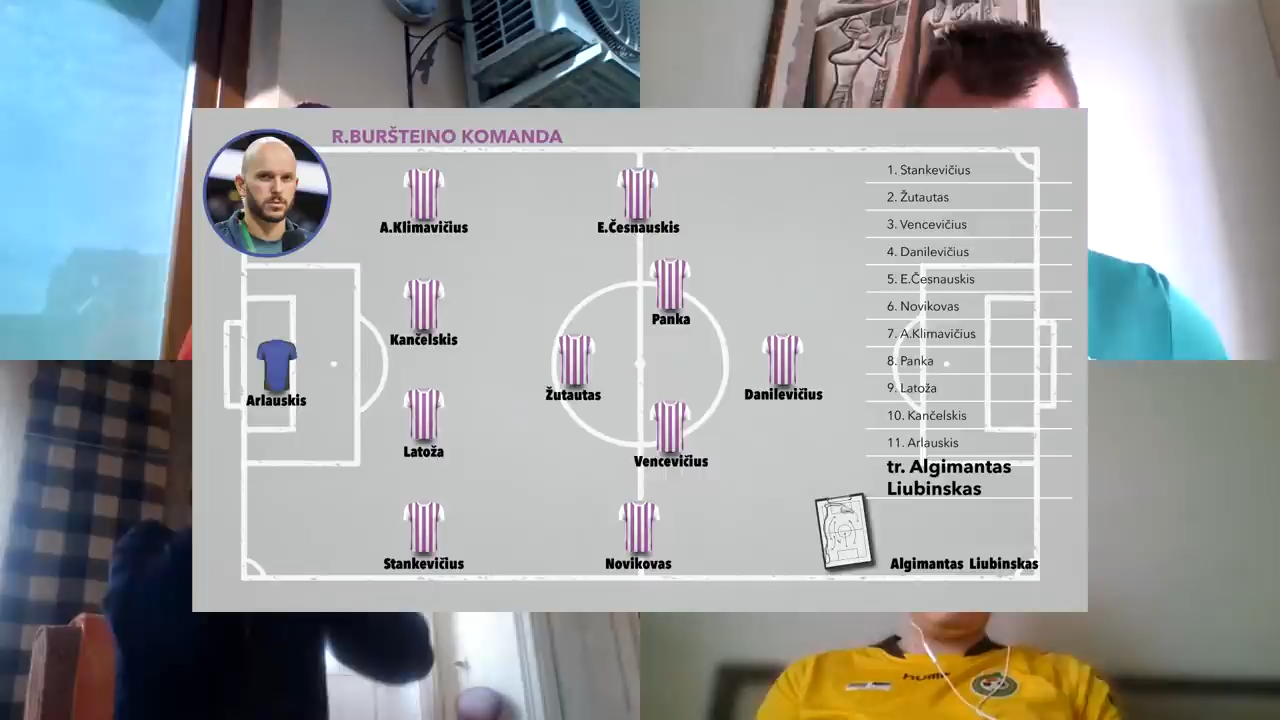 R.BURŠTEINO KOMANDA
A.Klimavičius
E.Česnauskis
Kančelskis
Panka
Arlauskis
Žutautas
Danilevičius
Latoža
Vencevičius
Stankevičius
Novikovas
1. Stankevičius
2. Žutautas
3. Vencevičius
4. Danilevičius
5. E.Česnauskis
6. Novikovas
7. A.Klimavičius
8. Panka
9. Latoža
10. Kančelskis
11. Arlauskis
tr. Algimantas
Liubinskas
Algimantas Liubinskas